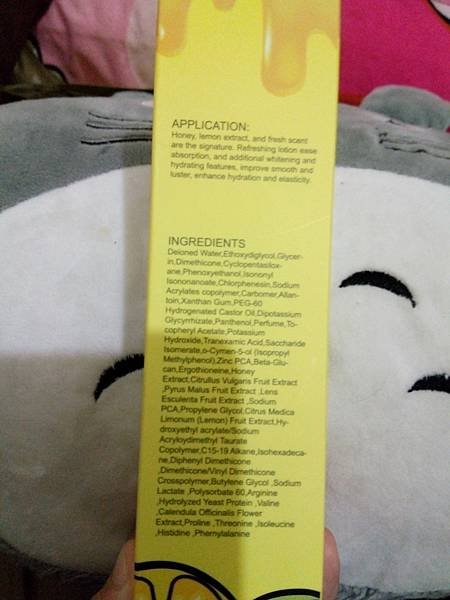 APPLICATION:
Honey, lemon extract, and fresh scent
are the signature. Refreshing lotion ease
absorption, and additional whitening and
hydrating features, improve smooth and
luster, enhance hydration and elasticity.
INGREDIENTS
Deioned Water,Ethoxydiglycol,Glycer-
in,Dimethicone,Cyclopentasilox-
ane,Phenoxyethanol,Isononyl
Isononanoate,Chlorphenesin,Sodium
Acrylates copolymer,Carbomer,Allan-
toin,Xanthan Gum,PEG-60
Hydrogenated Castor Oil,Dipotassium
Glycyrrhizate,Panthenol,Perfume,To-
copheryl Acetate,Potassium
Hydroxide,Tranexamic Acid,Saccharide
Isomerate,o-Cymen-5-ol (Isopropyl
Methylphenol),Zinc PCA,Beta-Glu-
can,Ergothioneine,Honey
Extract,Citrullus Vulgaris Fruit Extract
,Pyrus Malus Fruit Extract ,Lens
Esculenta Fruit Extract ,Sodium
PCA,Propylene Glycol,Citrus Medica
Limonum (Lemon) Fruit Extract,Hy-
droxyethyl acrylate/Sodium
Acryloydimethyl Taurate
Copolymer,C15-19 Alkane,Isohexadeca-
ne,Diphenyl Dimethicone
,Dimethicone/Vinyl Dimethicone
Crosspolymer,Butylene Glycol ,Sodium
Lactate ,Polysorbate 60,Arginine
,Hydrolyzed Yeast Protein ,Valine
,Calendula Officinalis Flower
Extract,Proline ,Threonine ,Isoleucine
,Histidine ,Phernylalanine